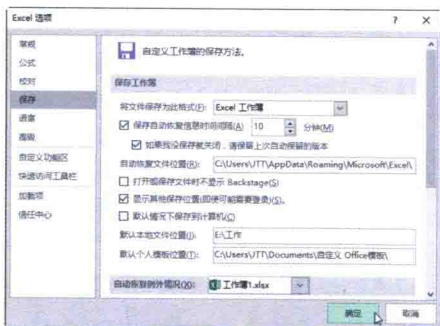 Excel 选项
? ×
常规
公式
校对
保存
语言
高级
自定义功能区
快速访问工具栏
加载项
信任中心
自定义工作簿的保存方法。
保存工作簿
将文件保存为此格式(F): Excel 工作簿
保存自动恢复信息时间间隔(A) 10 分钟(M)
如果我没保存就关闭，请保留上次自动保留的版本
自动恢复文件位置(R): C:\Users\JTT\AppData\Roaming\Microsoft\Excel\
打开或保存文件时不显示 Backstage(S)
显示其他保存位置(即使可能需要登录)(S)。
默认情况下保存到计算机(C)
默认本地文件位置(I): E:\工作
默认个人模板位置(T): C:\Users\JTT\Documents\自定义 Office模板\
自动恢复例外情况(X): 工作簿1.xlsx
确定
取消